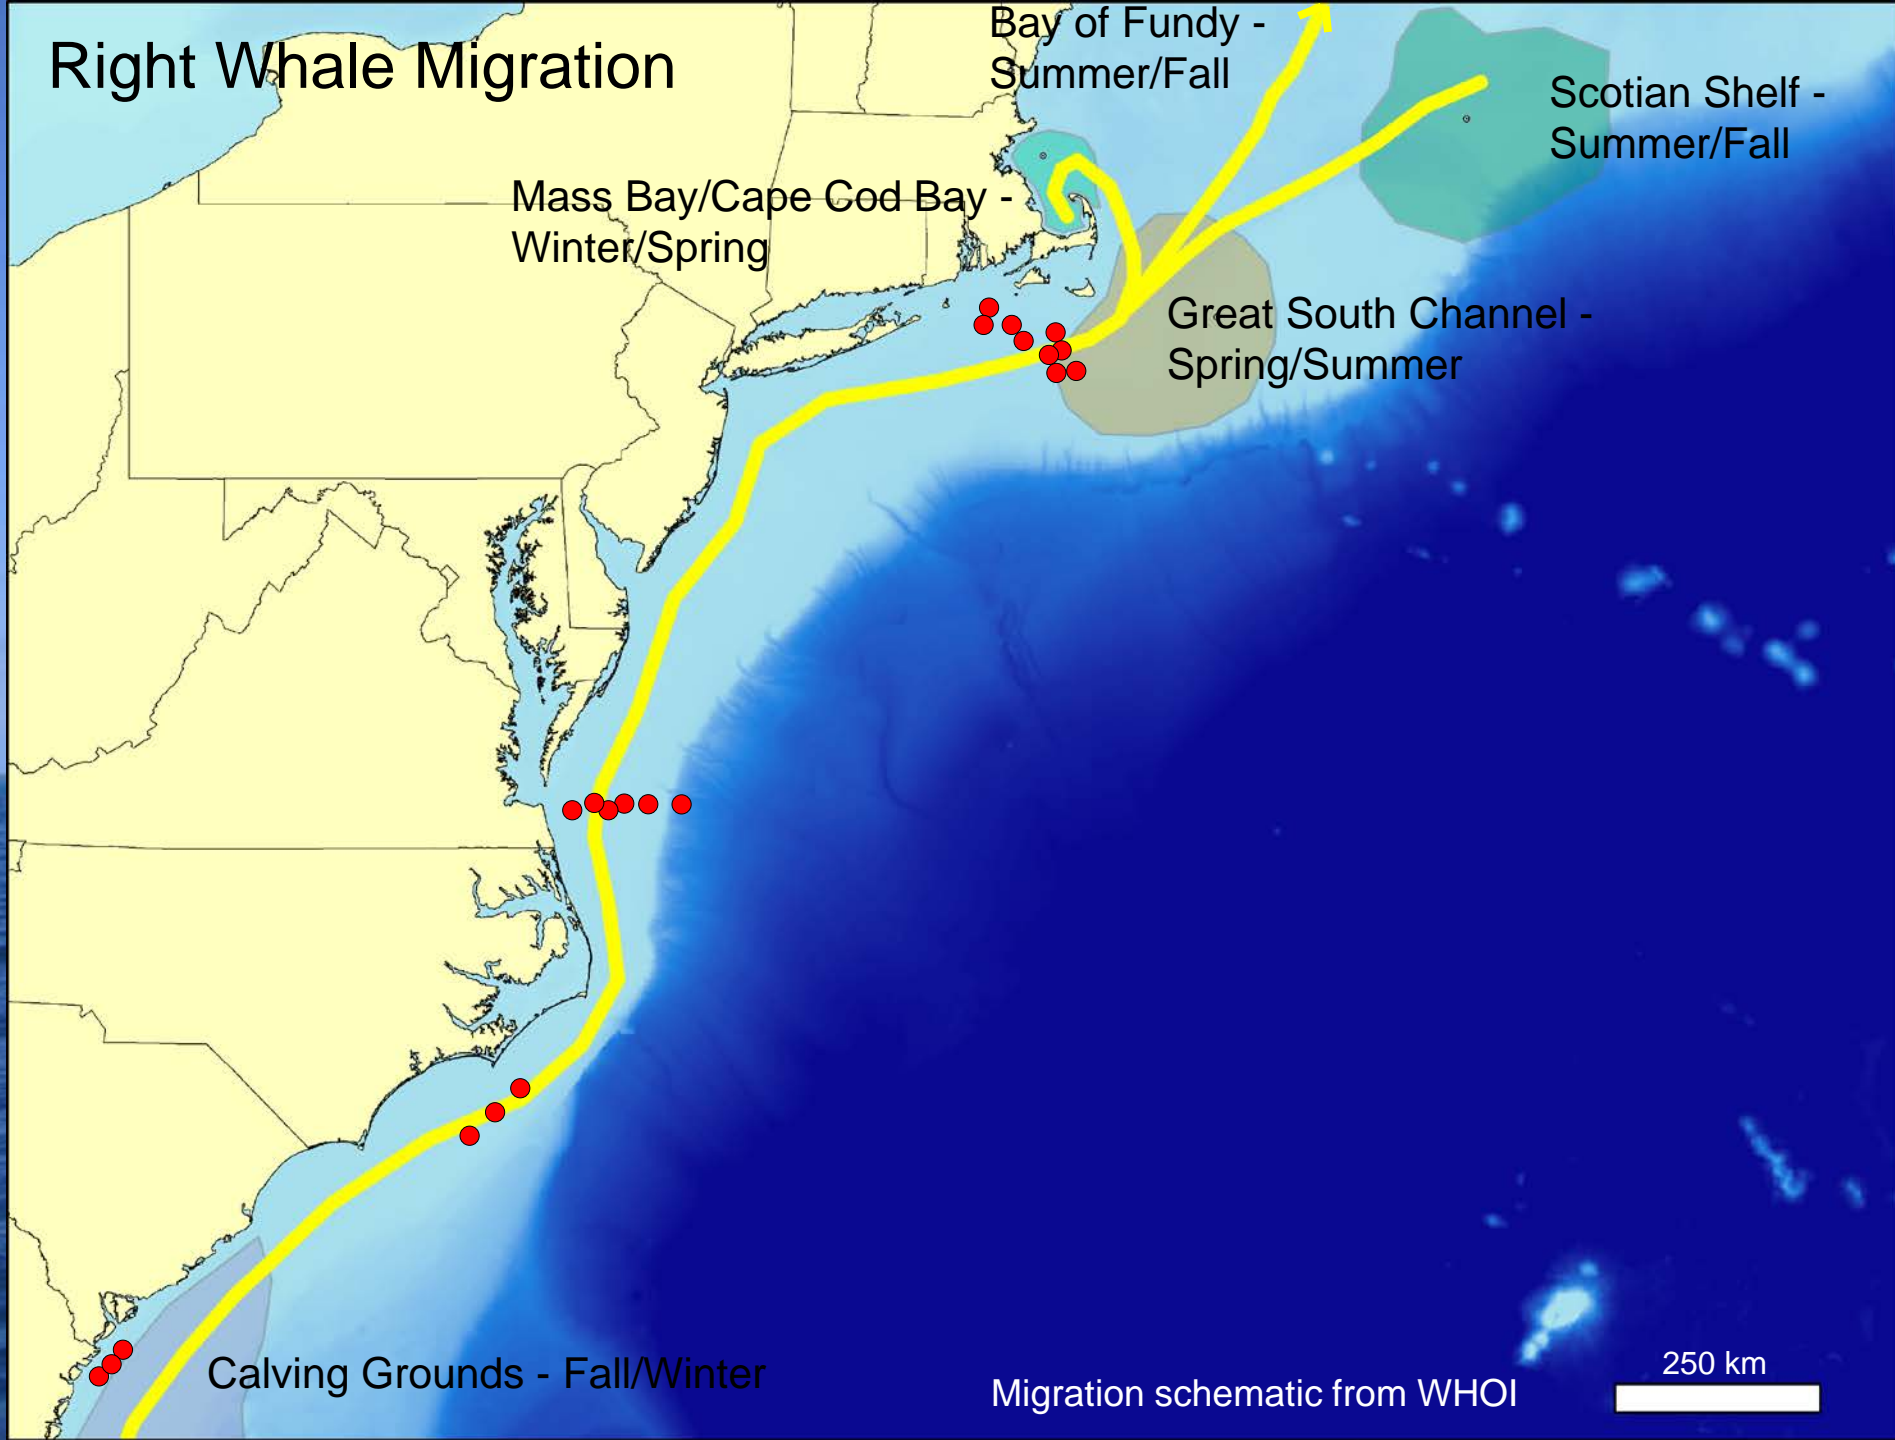 Right Whale Migration
Bay of Fundy -
Summer/Fall
Scotian Shelf -
Summer/Fall
Mass Bay/Cape Cod Bay -
Winter/Spring
Great South Channel -
Spring/Summer
Calving Grounds - Fall/Winter
Migration schematic from WHOI
250 km